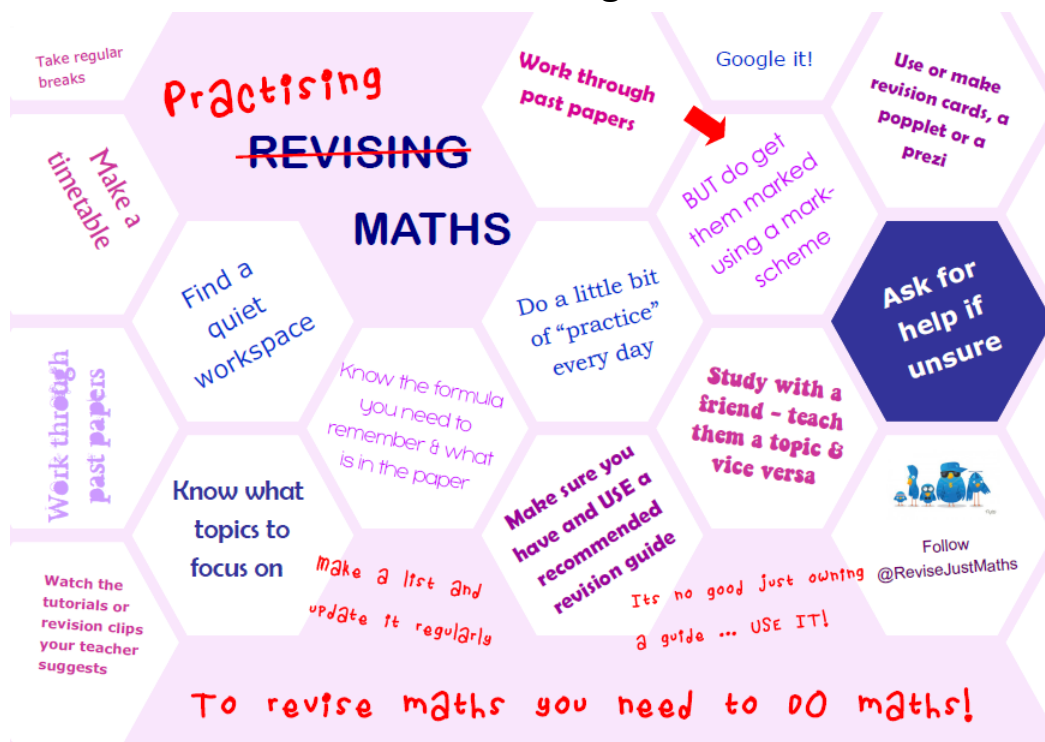 Take regular
breaks
Practising
REVISING
MATHS
Work through
past papers
Google it!
Use or make
revision cards, a
popplet or a
prezi
Make a
timetable
BUT do get
them marked
using a mark-
scheme
Find a
quiet
workspace
Do a little bit
of “practice”
every day
Ask for
help if
unsure
Work through
past papers
Know the formula
you need to
remember & what
is in the paper
Study with a
friend – teach
them a topic &
vice versa
Know what
topics to
focus on
Make sure you
have and USE a
recommended
revision guide
Follow
@ReviseJustMaths
Watch the
tutorials or
revision clips
your teacher
suggests
make a list and
update it regularly
Its no good just owning
a guide ... USE IT!
To revise maths you need to DO maths!